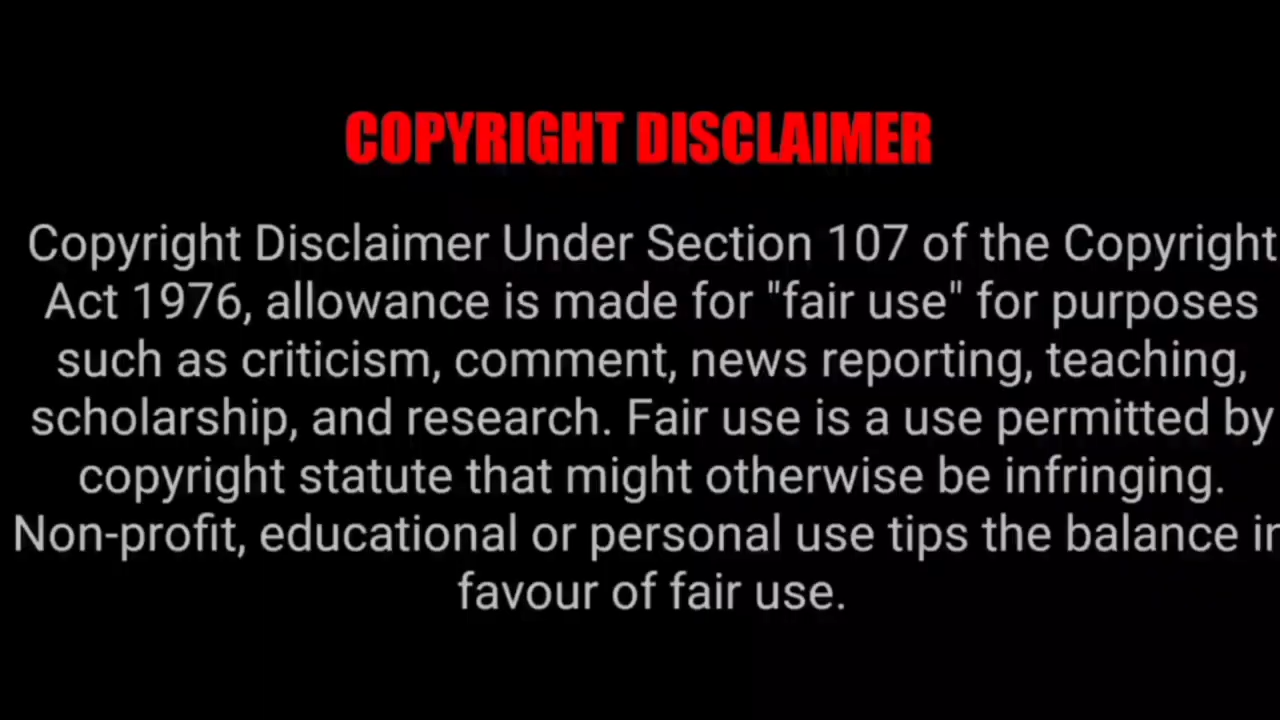 COPYRIGHT DISCLAIMER
Copyright Disclaimer Under Section 107 of the Copyright
Act 1976, allowance is made for "fair use" for purposes
such as criticism, comment, news reporting, teaching,
scholarship, and research. Fair use is a use permitted by
copyright statute that might otherwise be infringing.
Non-profit, educational or personal use tips the balance in
favour of fair use.